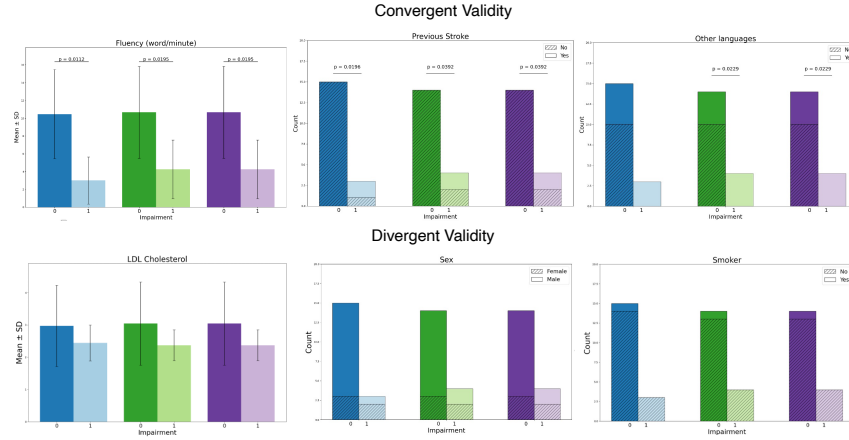 Convergent Validity
Fluency (word/minute)
p = 0.0112
p = 0.0195
p = 0.0195
Mean ± SD
0 1 0 1 0 1
Impairment
Previous Stroke
No
Yes
p = 0.0196
p = 0.0392
p = 0.0392
Count
0 1 0 1 0 1
Impairment
Other languages
No
Yes
p = 0.0229
p = 0.0229
Count
0 1 0 1 0 1
Impairment
Divergent Validity
LDL Cholesterol
Mean ± SD
0 1 0 1 0 1
Impairment
Sex
Female
Male
Count
0 1 0 1 0 1
Impairment
Smoker
No
Yes
Count
0 1 0 1 0 1
Impairment